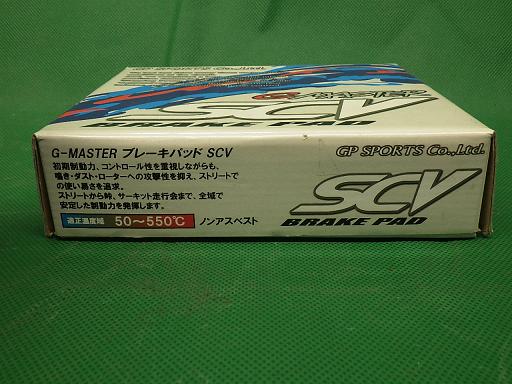 G-MASTER
SCV
BRAKE PAD
G-MASTER ブレーキパッド SCV
初期制動力、コントロール性を重視しながらも、
鳴き・ダスト・ローターへの攻撃性を抑え、ストリートで
の使い易さを追求。
ストリートから峠、サーキット走行会まで、全域で
安定した制動力を発揮します。
適正温度域 50〜550℃ ノンアスベスト
GP SPORTS Co.,Ltd.
SCV
BRAKE PAD